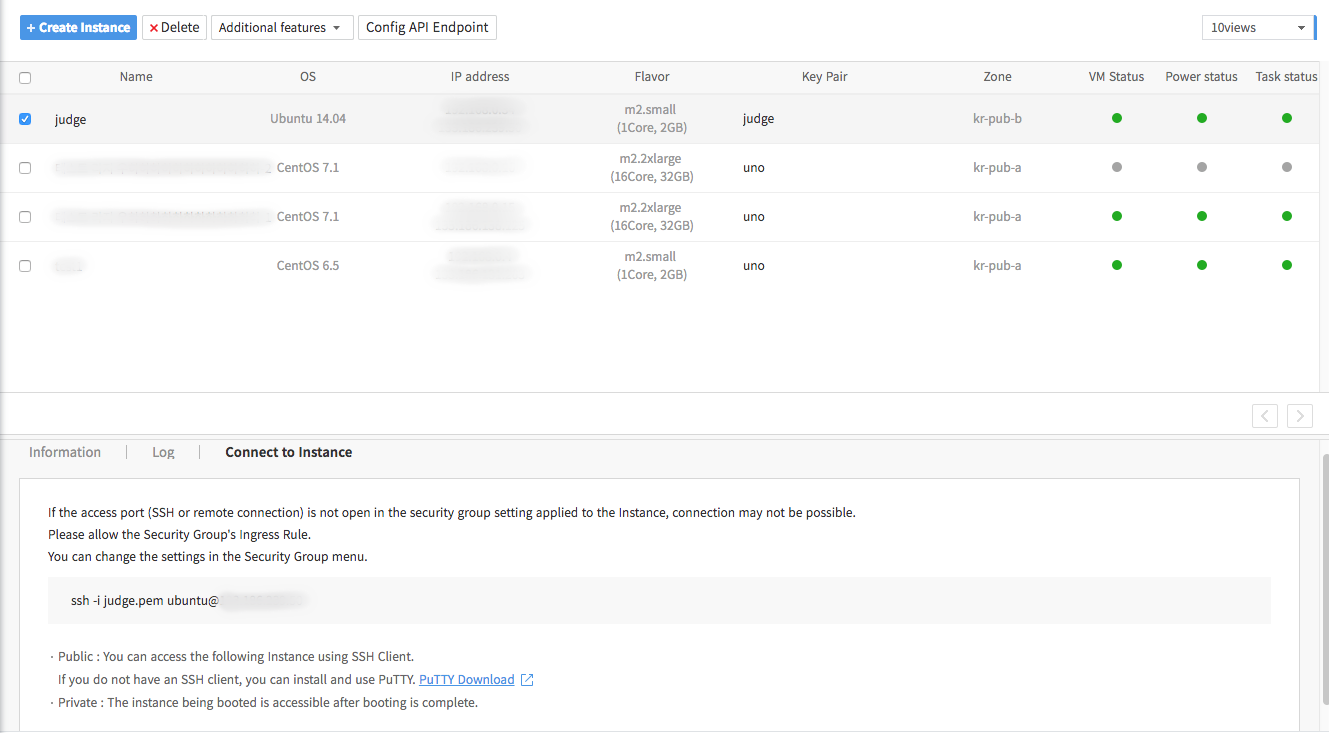 + Create Instance × Delete Additional features Config API Endpoint 10views
Name OS IP address Flavor Key Pair Zone VM Status Power status Task status
judge Ubuntu 14.04 m2.small (1Core, 2GB) judge kr-pub-b
CentOS 7.1 m2.2xlarge (16Core, 32GB) uno kr-pub-a
CentOS 7.1 m2.2xlarge (16Core, 32GB) uno kr-pub-a
CentOS 6.5 m2.small (1Core, 2GB) uno kr-pub-a
Information | Log | Connect to Instance
If the access port (SSH or remote connection) is not open in the security group setting applied to the Instance, connection may not be possible.
Please allow the Security Group's Ingress Rule.
You can change the settings in the Security Group menu.
ssh -i judge.pem ubuntu@
· Public : You can access the following Instance using SSH Client.
If you do not have an SSH client, you can install and use PuTTY. PuTTY Download
· Private : The instance being booted is accessible after booting is complete.